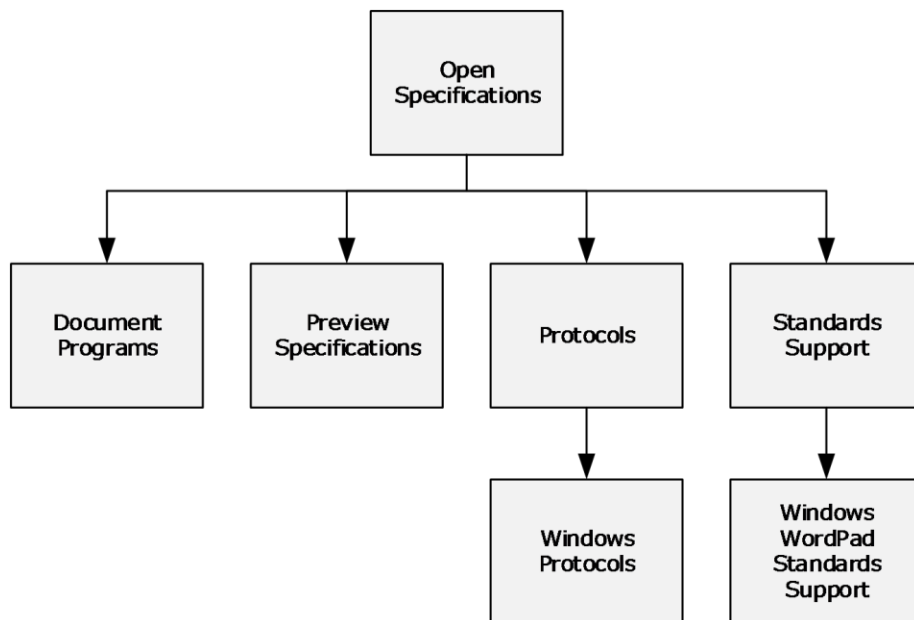 Open
Specifications
Document
Programs
Preview
Specifications
Protocols
Standards
Support
Windows
Protocols
Windows
WordPad
Standards
Support